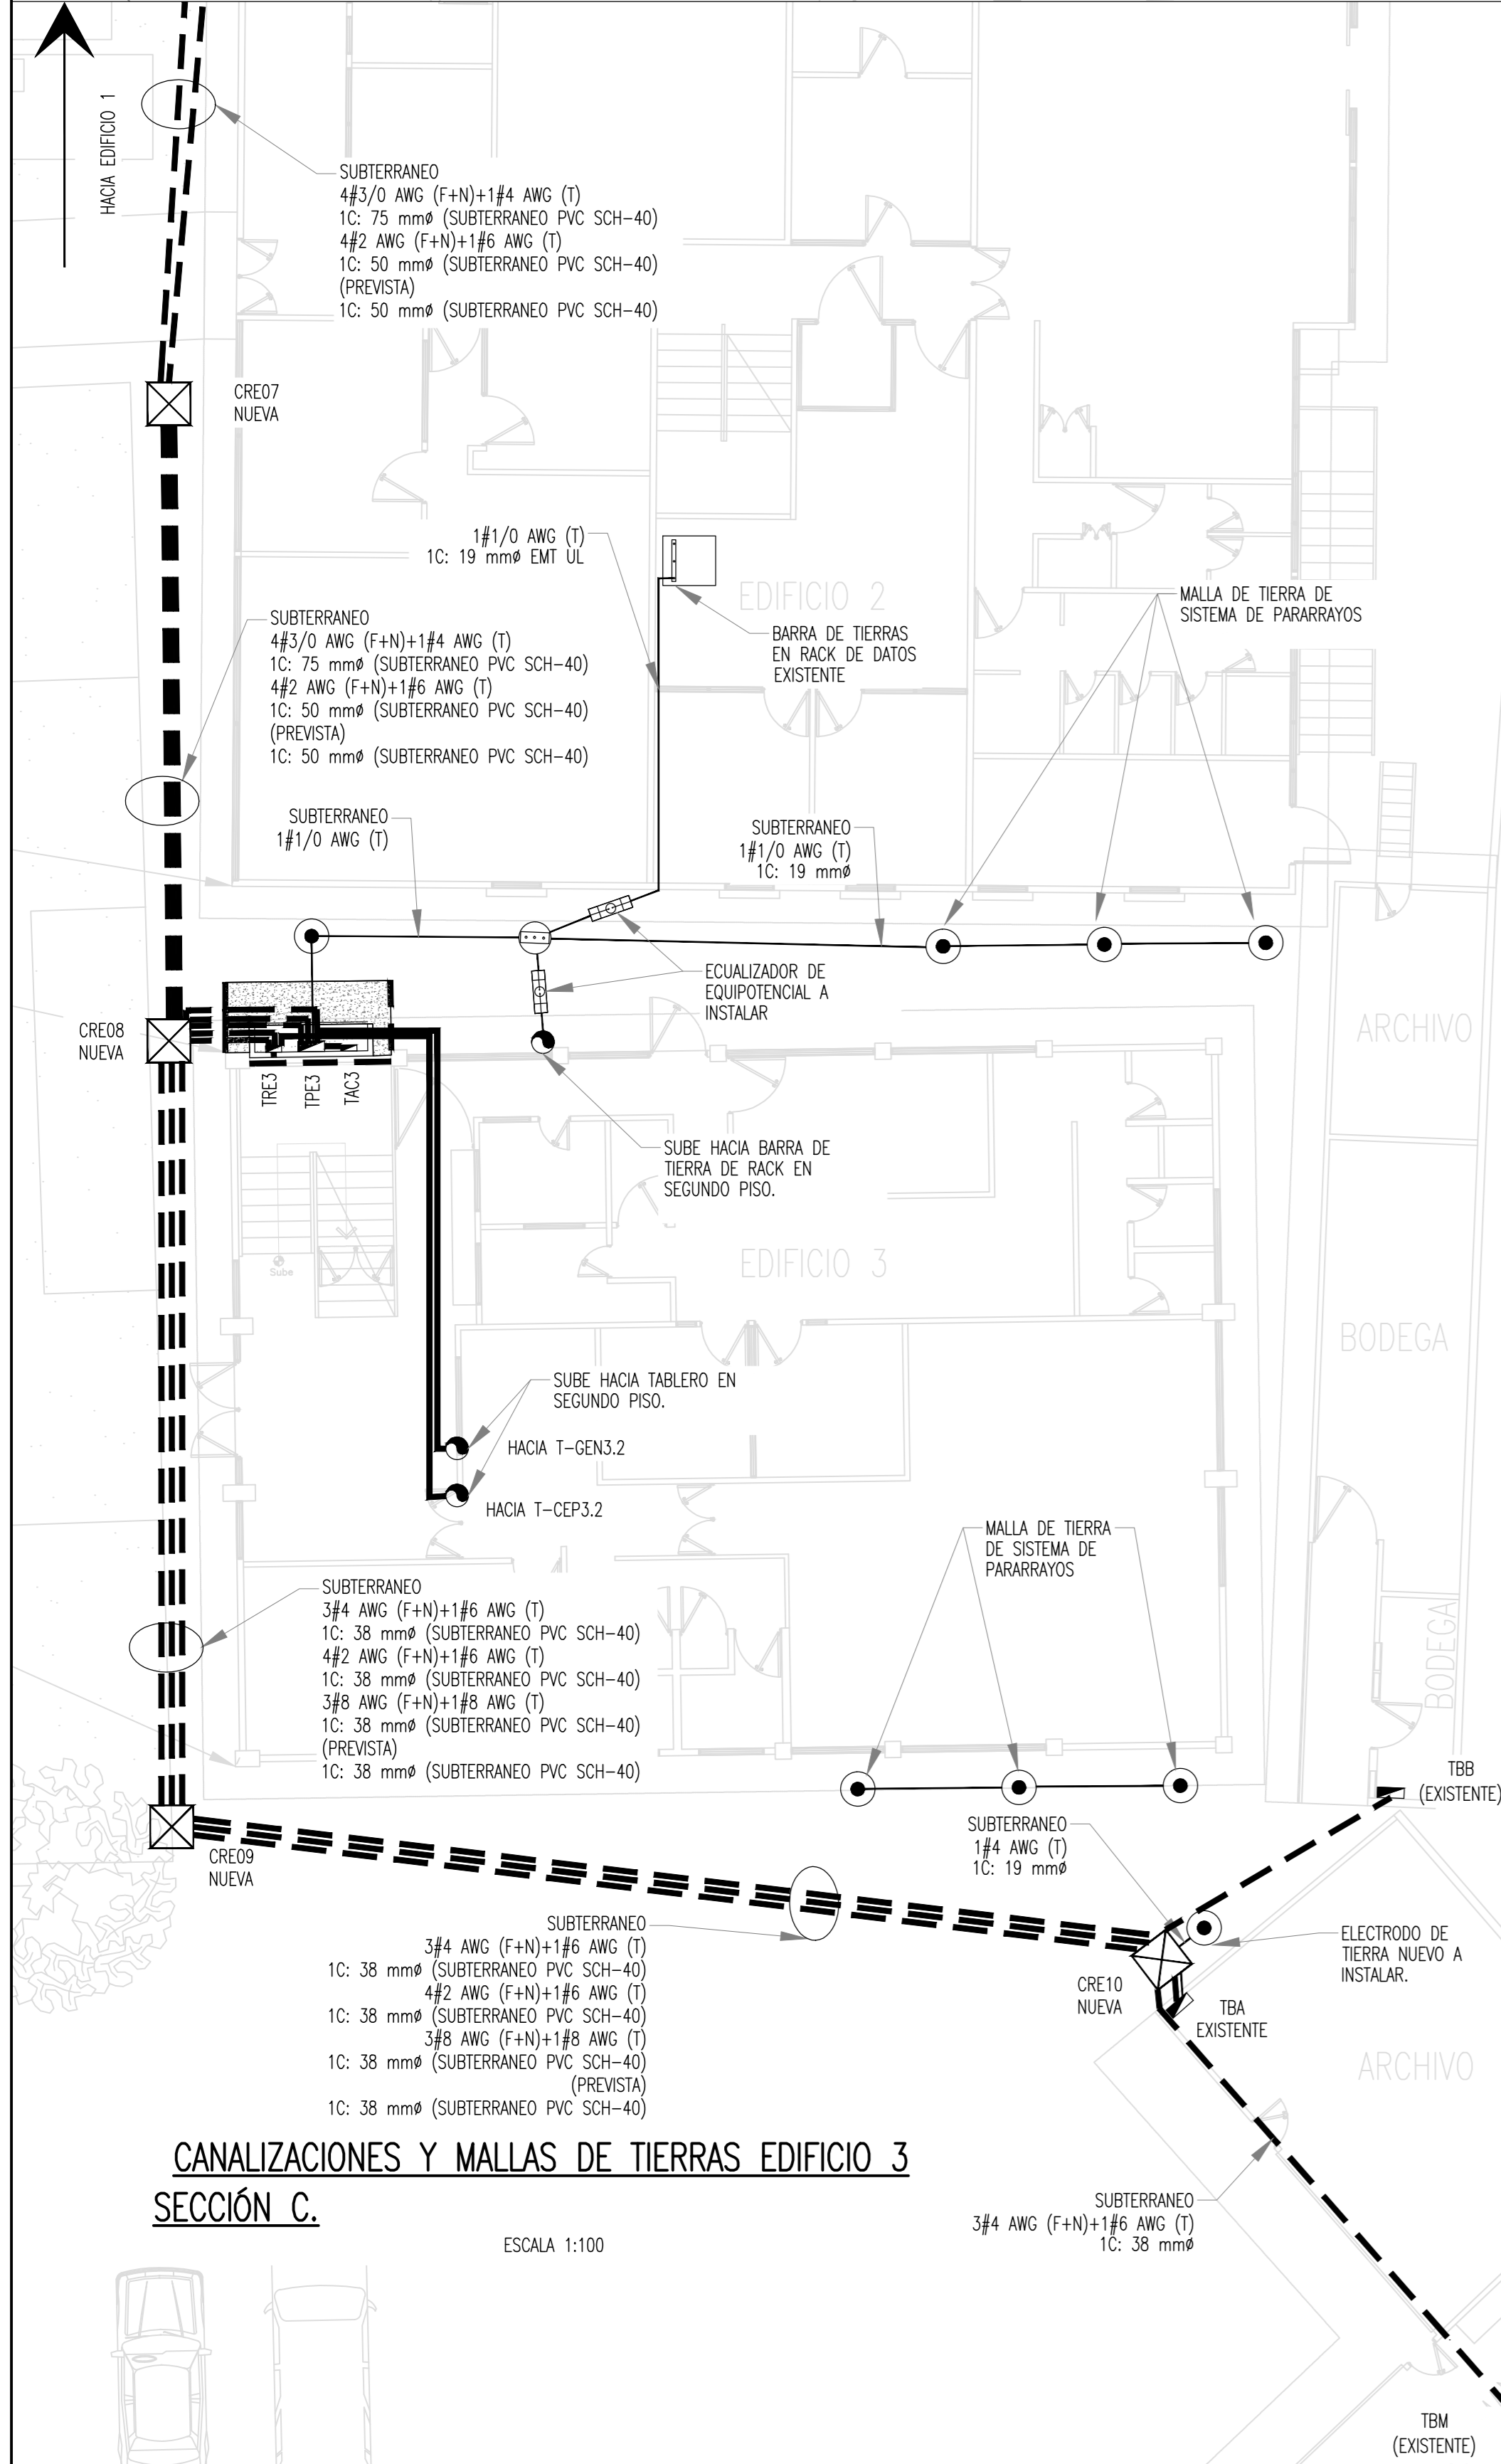 HACIA EDIFICIO 1
SUBTERRANEO
4#3/0 AWG (F+N)+1#4 AWG (T)
1C: 75 mmø (SUBTERRANEO PVC SCH-40)
4#2 AWG (F+N)+1#6 AWG (T)
1C: 50 mmø (SUBTERRANEO PVC SCH-40)
(PREVISTA)
1C: 50 mmø (SUBTERRANEO PVC SCH-40)
CRE07
NUEVA
1#1/0 AWG (T)
1C: 19 mmø EMT UL
EDIFICIO 2
MALLA DE TIERRA DE
SISTEMA DE PARARRAYOS
BARRA DE TIERRAS
EN RACK DE DATOS
EXISTENTE
SUBTERRANEO
4#3/0 AWG (F+N)+1#4 AWG (T)
1C: 75 mmø (SUBTERRANEO PVC SCH-40)
4#2 AWG (F+N)+1#6 AWG (T)
1C: 50 mmø (SUBTERRANEO PVC SCH-40)
(PREVISTA)
1C: 50 mmø (SUBTERRANEO PVC SCH-40)
SUBTERRANEO
1#1/0 AWG (T)
SUBTERRANEO
1#1/0 AWG (T)
1C: 19 mmø
ECUALIZADOR DE
EQUIPOTENCIAL A
INSTALAR
CRE08
NUEVA
TRE3
TPE3
TAC3
ARCHIVO
SUBE HACIA BARRA DE
TIERRA DE RACK EN
SEGUNDO PISO.
Sube
EDIFICIO 3
BODEGA
SUBE HACIA TABLERO EN
SEGUNDO PISO.
HACIA T-GEN3.2
HACIA T-CEP3.2
MALLA DE TIERRA
DE SISTEMA DE
PARARRAYOS
SUBTERRANEO
3#4 AWG (F+N)+1#6 AWG (T)
1C: 38 mmø (SUBTERRANEO PVC SCH-40)
4#2 AWG (F+N)+1#6 AWG (T)
1C: 38 mmø (SUBTERRANEO PVC SCH-40)
3#8 AWG (F+N)+1#8 AWG (T)
1C: 38 mmø (SUBTERRANEO PVC SCH-40)
(PREVISTA)
1C: 38 mmø (SUBTERRANEO PVC SCH-40)
BODEGA
TBB
(EXISTENTE)
SUBTERRANEO
1#4 AWG (T)
1C: 19 mmø
CRE09
NUEVA
SUBTERRANEO
3#4 AWG (F+N)+1#6 AWG (T)
1C: 38 mmø (SUBTERRANEO PVC SCH-40)
4#2 AWG (F+N)+1#6 AWG (T)
1C: 38 mmø (SUBTERRANEO PVC SCH-40)
3#8 AWG (F+N)+1#8 AWG (T)
1C: 38 mmø (SUBTERRANEO PVC SCH-40)
(PREVISTA)
1C: 38 mmø (SUBTERRANEO PVC SCH-40)
ELECTRODO DE
TIERRA NUEVO A
INSTALAR.
CRE10
NUEVA
TBA
EXISTENTE
ARCHIVO
CANALIZACIONES Y MALLAS DE TIERRAS EDIFICIO 3
SECCIÓN C.
ESCALA 1:100
SUBTERRANEO
3#4 AWG (F+N)+1#6 AWG (T)
1C: 38 mmø
TBM
(EXISTENTE)